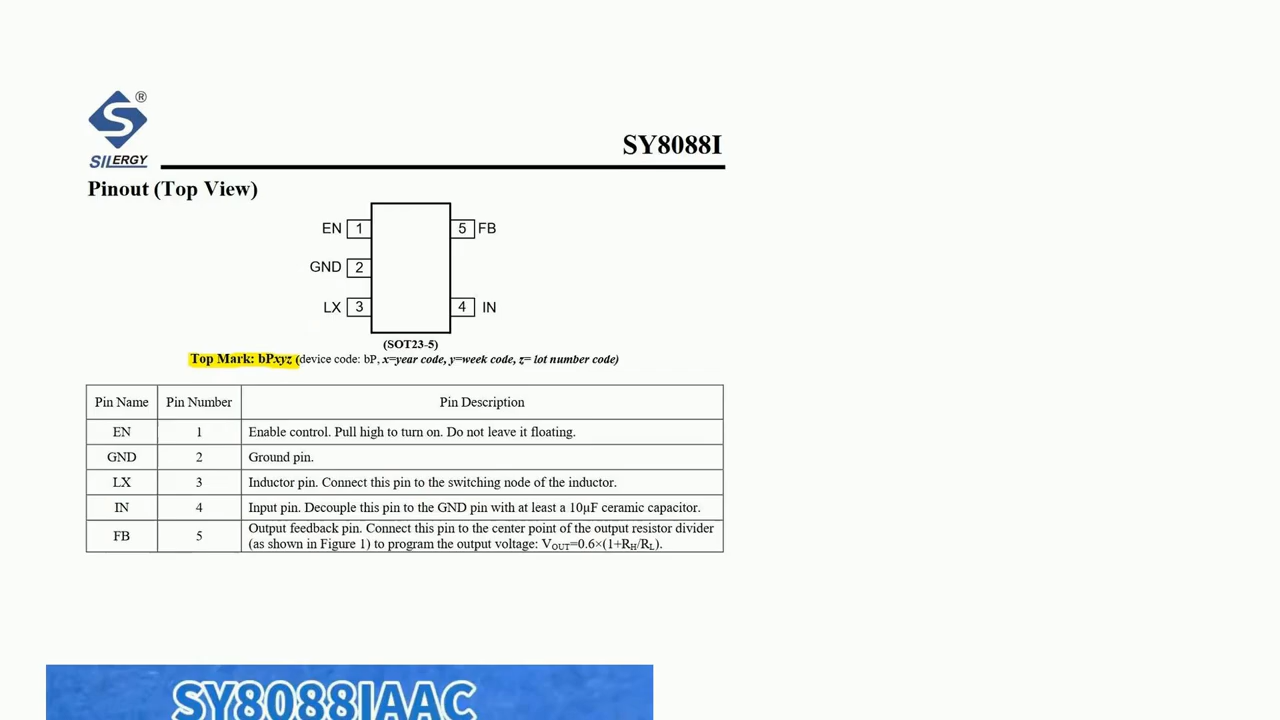 ®
SILERGY
SY8088I
Pinout (Top View)
EN 1 5 FB
GND 2
LX 3 4 IN
(SOT23-5)
Top Mark: bPxyz (device code: bP, x=year code, y=week code, z= lot number code)
Pin Name Pin Number Pin Description
EN 1 Enable control. Pull high to turn on. Do not leave it floating.
GND 2 Ground pin.
LX 3 Inductor pin. Connect this pin to the switching node of the inductor.
IN 4 Input pin. Decouple this pin to the GND pin with at least a 10μF ceramic capacitor.
FB 5 Output feedback pin. Connect this pin to the center point of the output resistor divider
(as shown in Figure 1) to program the output voltage: VOUT=0.6×(1+RH/RL).
SY8088IAAC